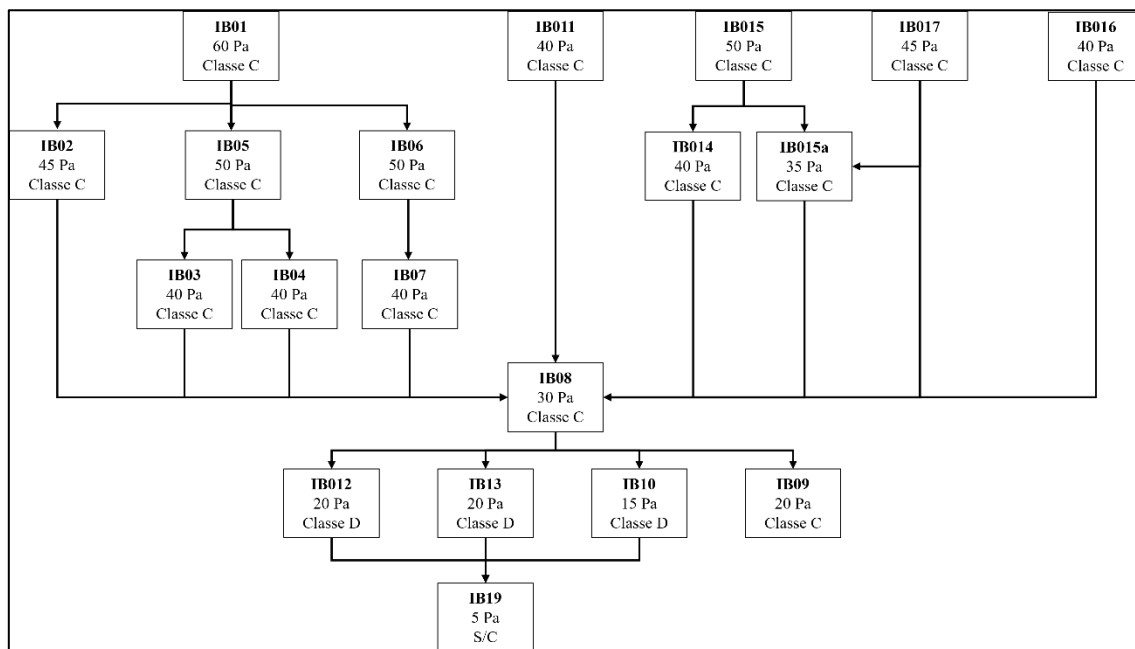 IB01
60 Pa
Classe C
IB011
40 Pa
Classe C
IB015
50 Pa
Classe C
IB017
45 Pa
Classe C
IB016
40 Pa
Classe C
IB02
45 Pa
Classe C
IB05
50 Pa
Classe C
IB06
50 Pa
Classe C
IB014
40 Pa
Classe C
IB015a
35 Pa
Classe C
IB03
40 Pa
Classe C
IB04
40 Pa
Classe C
IB07
40 Pa
Classe C
IB08
30 Pa
Classe C
IB012
20 Pa
Classe D
IB13
20 Pa
Classe D
IB10
15 Pa
Classe D
IB09
20 Pa
Classe C
IB19
5 Pa
S/C